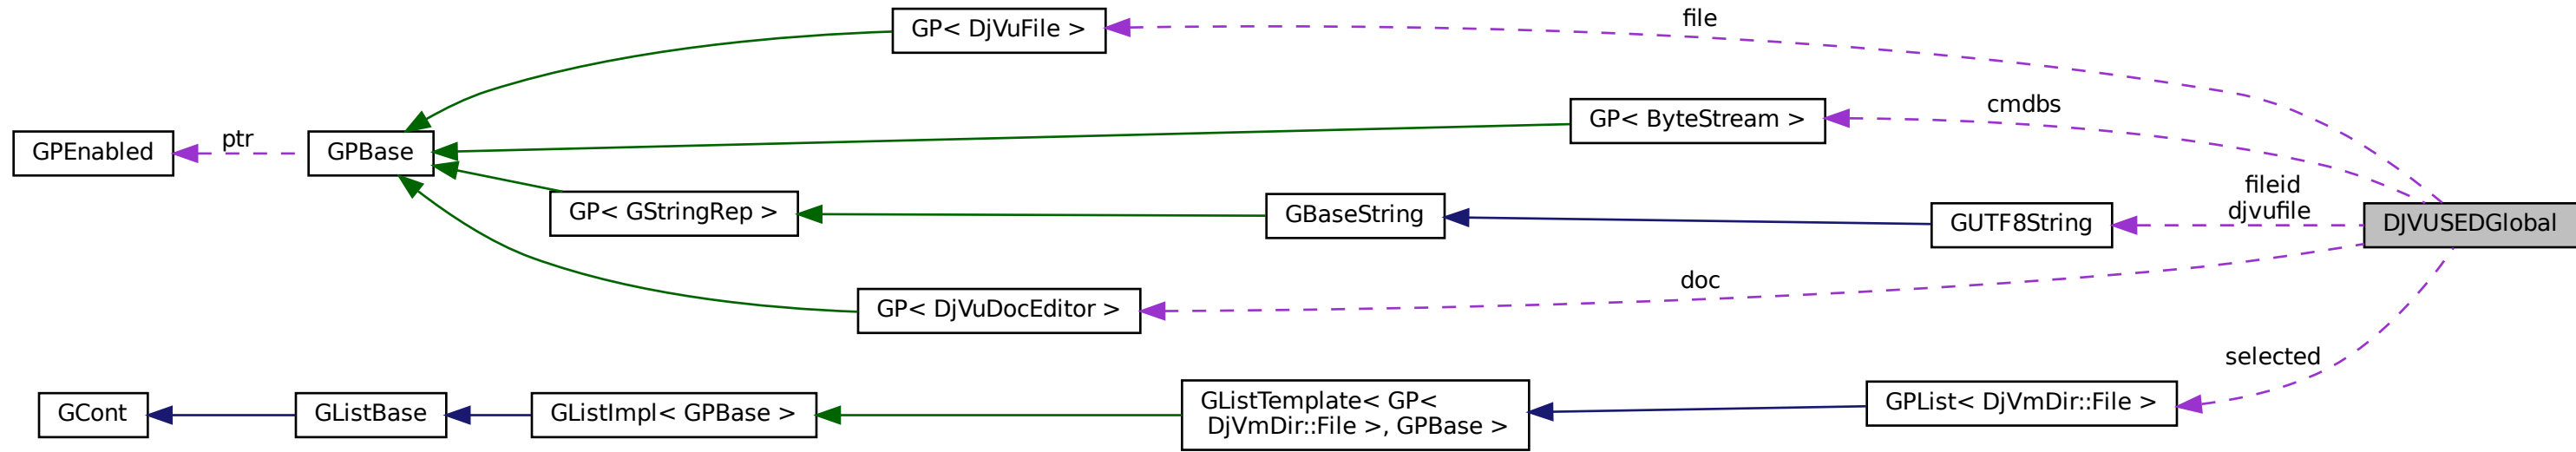 GP< DjVuFile >
file
GP< ByteStream >
cmdbs
GPEnabled
ptr
GPBase
GP< GStringRep >
GBaseString
GUTF8String
fileid
djvufile
DJVUSEDGlobal
GP< DjVuDocEditor >
doc
selected
GCont
GListBase
GListImpl< GPBase >
GListTemplate< GP<
DjVmDir::File >, GPBase >
GPList< DjVmDir::File >